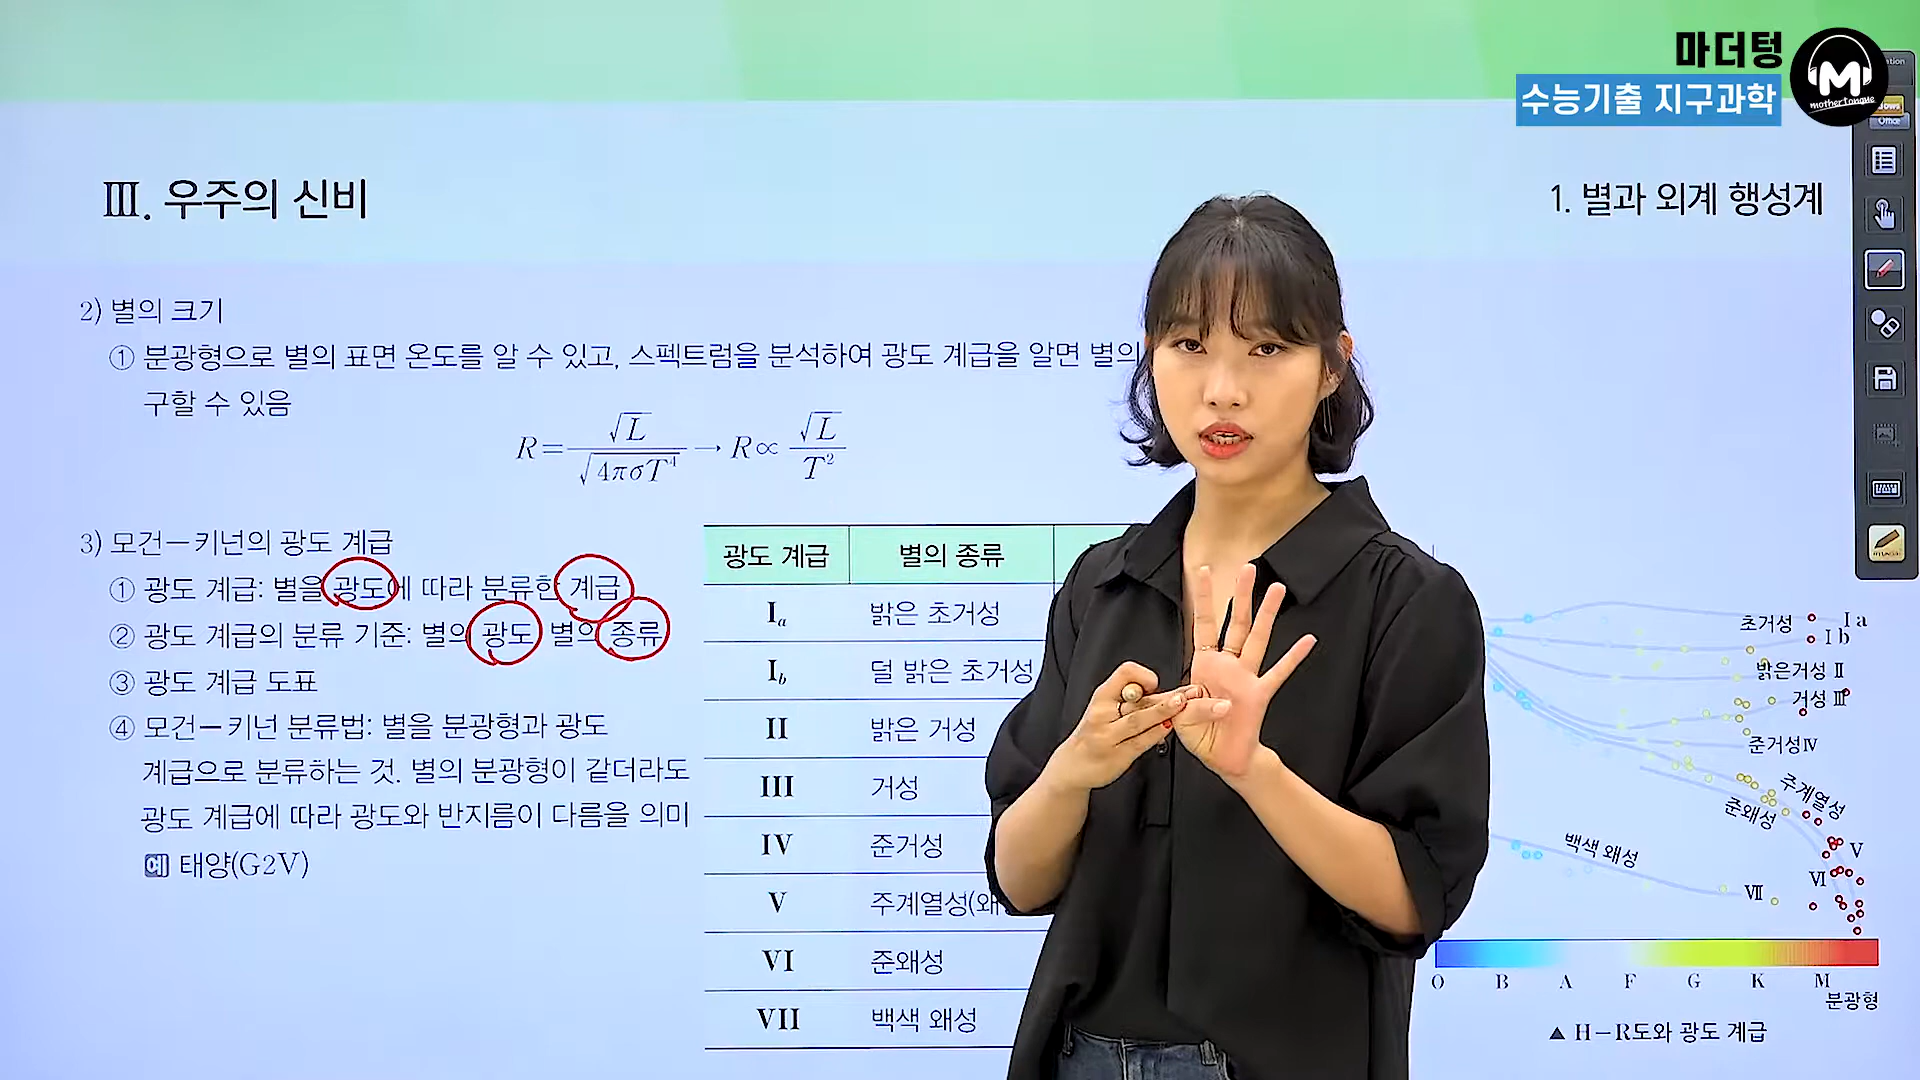 마더텅
수능기출 지구과학
mothertongue
Office
Ⅲ. 우주의 신비
1. 별과 외계 행성계
2) 별의 크기
① 분광형으로 별의 표면 온도를 알 수 있고, 스펙트럼을 분석하여 광도 계급을 알면 별의
구할 수 있음
R=√L/√4πσT⁴ → R∝√L/T²
3) 모건-키넌의 광도 계급
① 광도 계급: 별을 광도에 따라 분류한 계급
② 광도 계급의 분류 기준: 별의 광도 별의 종류
③ 광도 계급 도표
④ 모건-키넌 분류법: 별을 분광형과 광도
계급으로 분류하는 것. 별의 분광형이 같더라도
광도 계급에 따라 광도와 반지름이 다름을 의미
예 태양(G2V)
광도 계급 별의 종류
Ia 밝은 초거성
Ib 덜 밝은 초거성
II 밝은 거성
III 거성
IV 준거성
V 주계열성(왜
VI 준왜성
VII 백색 왜성
초거성 Ia
Ib
밝은거성 Ⅱ
거성 Ⅲ
준거성Ⅳ
주계열성
준왜성
백색 왜성
Ⅴ
Ⅵ
Ⅶ
O B A F G K M
분광형
▲ H-R도와 광도 계급